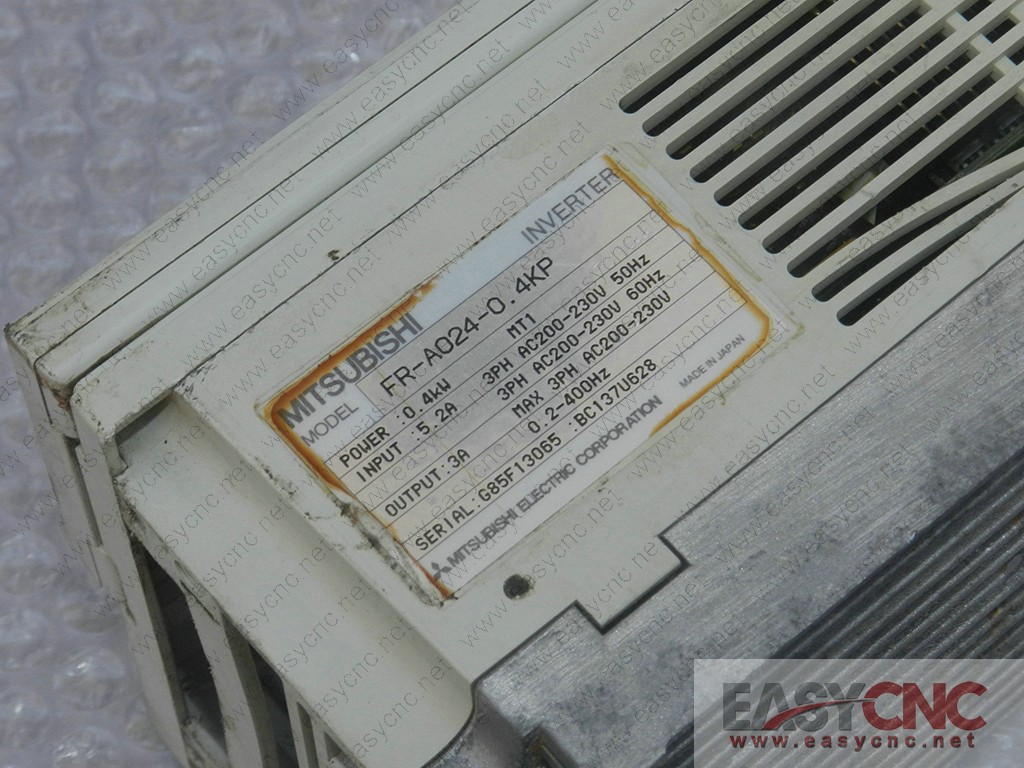 MITSUBISHI INVERTER
MODEL FR-A024-0.4KP
MT1
POWER :0.4kW
INPUT :5.2A 3PH AC200-230V 50Hz
3PH AC200-230V 60Hz
OUTPUT:3A MAX 3PH AC200-230V
0.2-400Hz
SERIAL:G85F13065 :BC137U628
MITSUBISHI ELECTRIC CORPORATION MADE IN JAPAN
EASYCNC
www.easycnc.net